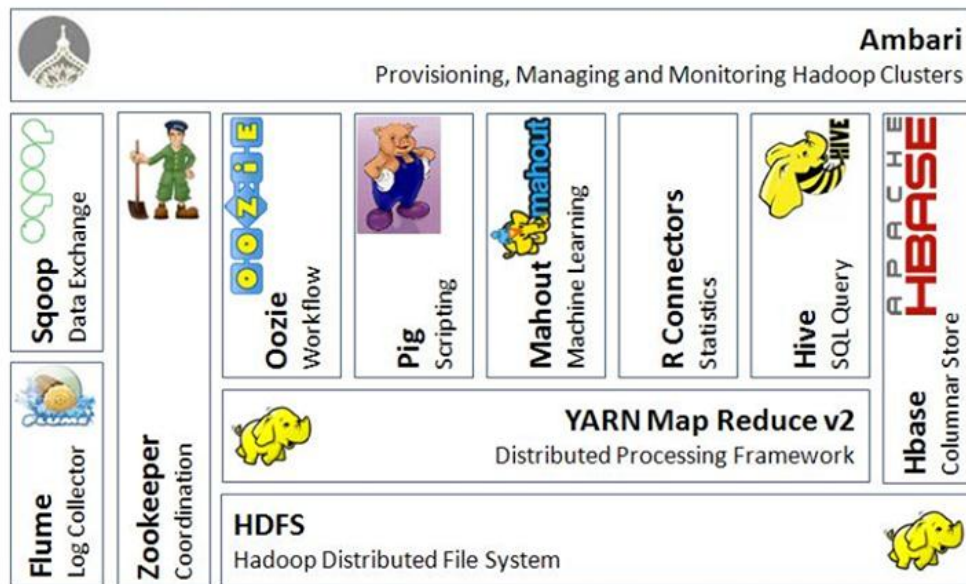 Ambari
Provisioning, Managing and Monitoring Hadoop Clusters
sqoop
Sqoop
Data Exchange
FLUME
Flume
Log Collector
Zookeeper
Coordination
OOZIE
Oozie
Workflow
Pig
Scripting
mahout
Mahout
Machine Learning
R Connectors
Statistics
HIVE
Hive
SQL Query
APACHE
HBASE
Hbase
Columnar Store
YARN Map Reduce v2
Distributed Processing Framework
HDFS
Hadoop Distributed File System